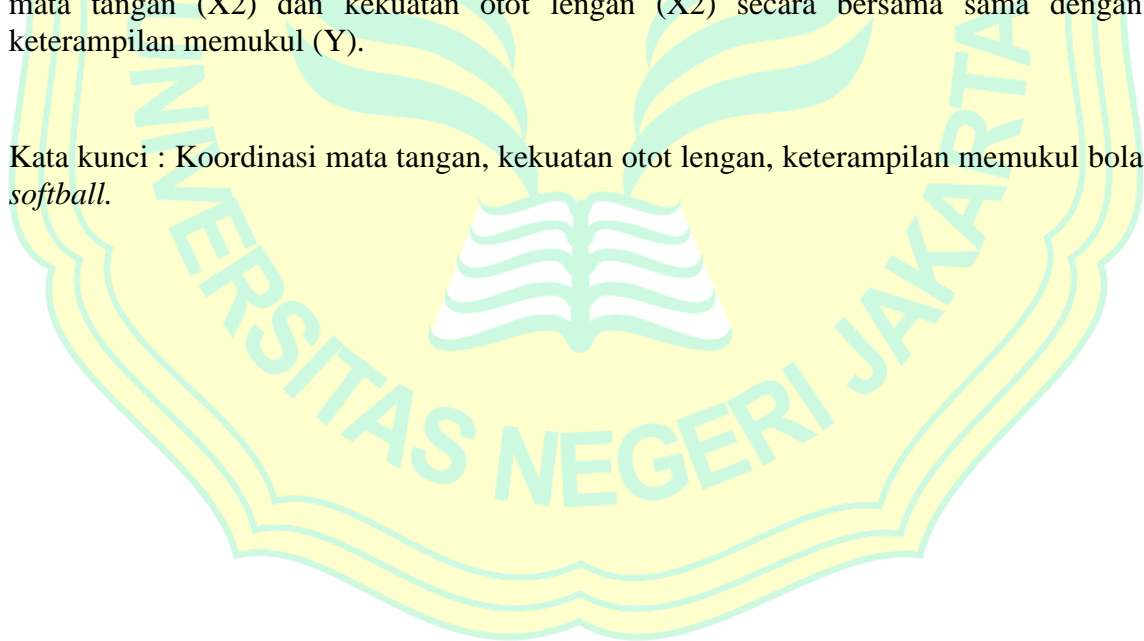 mata tangan (X2) dan kekuatan otot lengan (X2) secara bersama sama dengan
keterampilan memukul (Y).
Kata kunci : Koordinasi mata tangan, kekuatan otot lengan, keterampilan memukul bola
softball.
UNIVERSITAS NEGERI JAKARTA